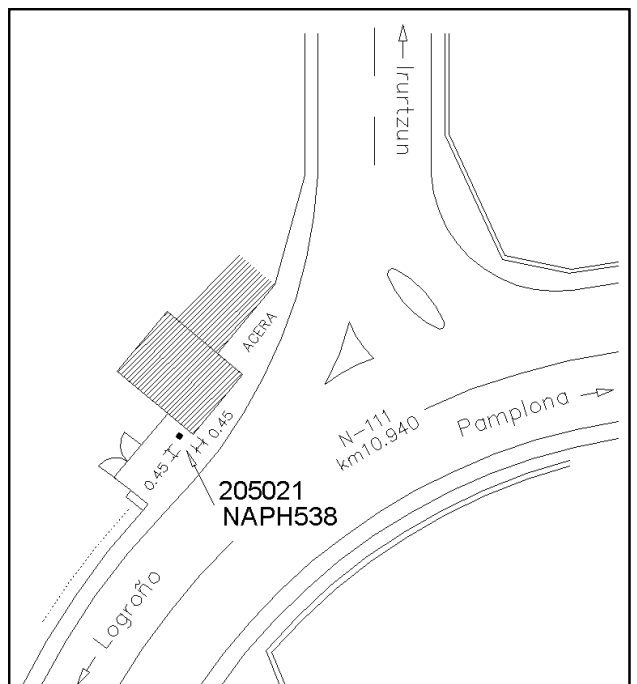 Irurtzun
ACERA
N-111
km10.940
Pamplona
0.45
0.45
205021
NAPH538
Logroño